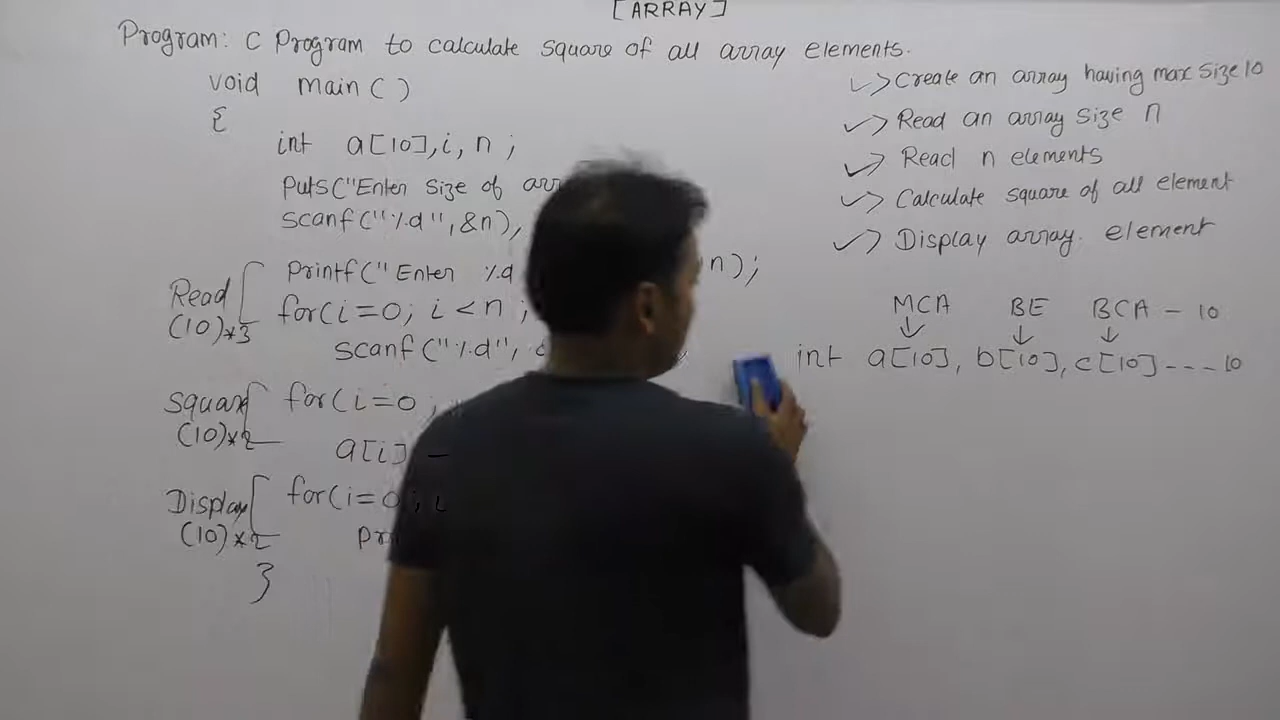 [ARRAY]
Program: C Program to calculate square of all array elements.
void main()
{
int a[10], i, n ;
Puts("Enter size of
scanf("%d", &n),
Printf("Enter %d
n);
Read
(10)*3
for(i=0; i<n ;
scanf("%d",
Square
(10)*2
for(i=0 ;
a[i]
Display
(10)*2
for(i=0 ; i
}
-> Create an array having max size 10
-> Read an array size n
-> Read n elements
-> Calculate square of all element
-> Display array element
MCA BE BCA - 10
int a[10], b[10], c[10] ---- 10